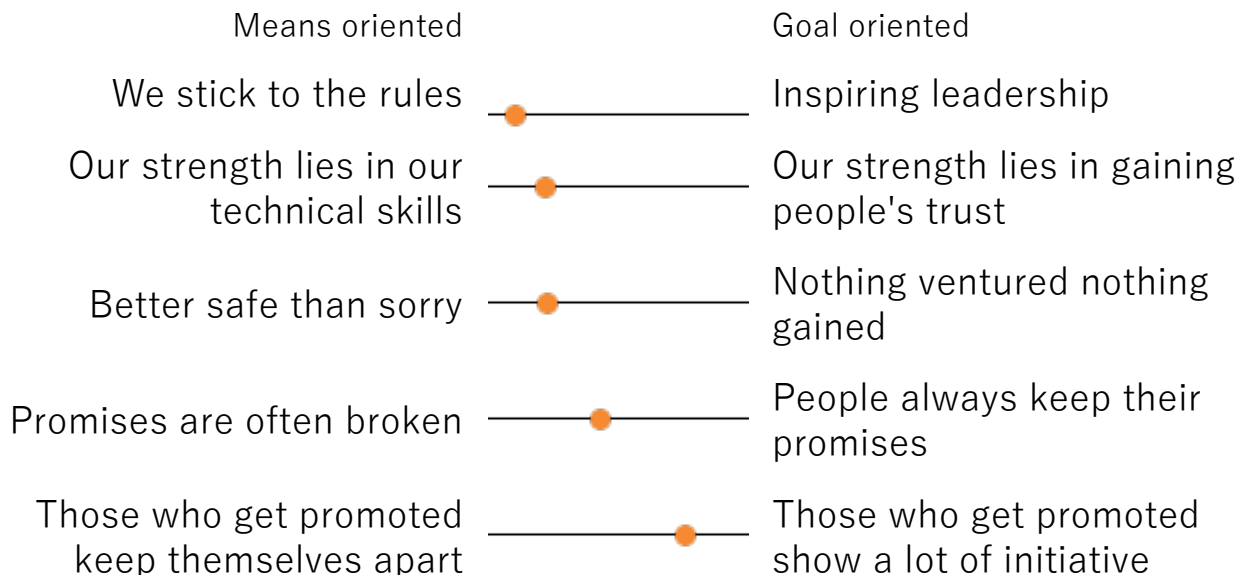 Means oriented
Goal oriented
We stick to the rules
Inspiring leadership
Our strength lies in our
technical skills
Our strength lies in gaining
people's trust
Better safe than sorry
Nothing ventured nothing
gained
Promises are often broken
People always keep their
promises
Those who get promoted
keep themselves apart
Those who get promoted
show a lot of initiative